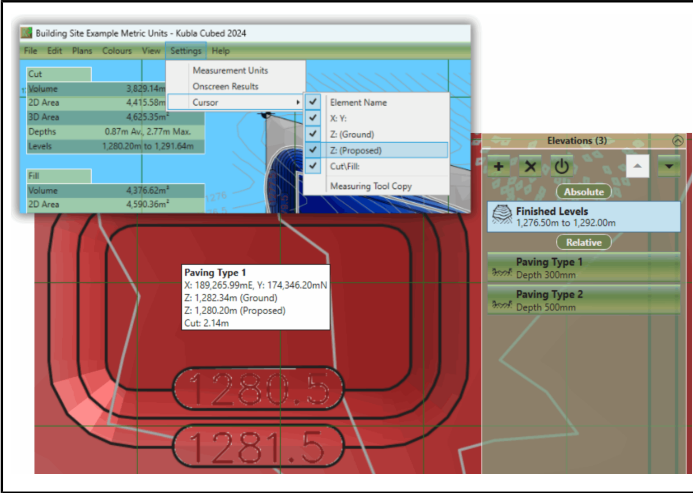 Building Site Example Metric Units - Kubla Cubed 2024
File Edit Plans Colours View Settings Help
Cut
Volume 3,829.14m
2D Area 4,415.58m
3D Area 4,625.35m²
Depths 0.87m Av., 2.77m Max.
Levels 1,280.20m to 1,291.64m
Fill
Volume 4,376.62m³
2D Area 4,590.36m²
Measurement Units
Onscreen Results
Cursor
Element Name
X: Y:
Z: (Ground)
Z: (Proposed)
Cut\Fill:
Measuring Tool Copy
1276
Elevations (3)
Absolute
Finished Levels
1,276.50m to 1,292.00m
Relative
Paving Type 1
Depth 300mm
Paving Type 2
Depth 500mm
Paving Type 1
X: 189,265.99mE, Y: 174,346.20mN
Z: 1,282.34m (Ground)
Z: 1,280.20m (Proposed)
Cut: 2.14m
1280.5
1281.5